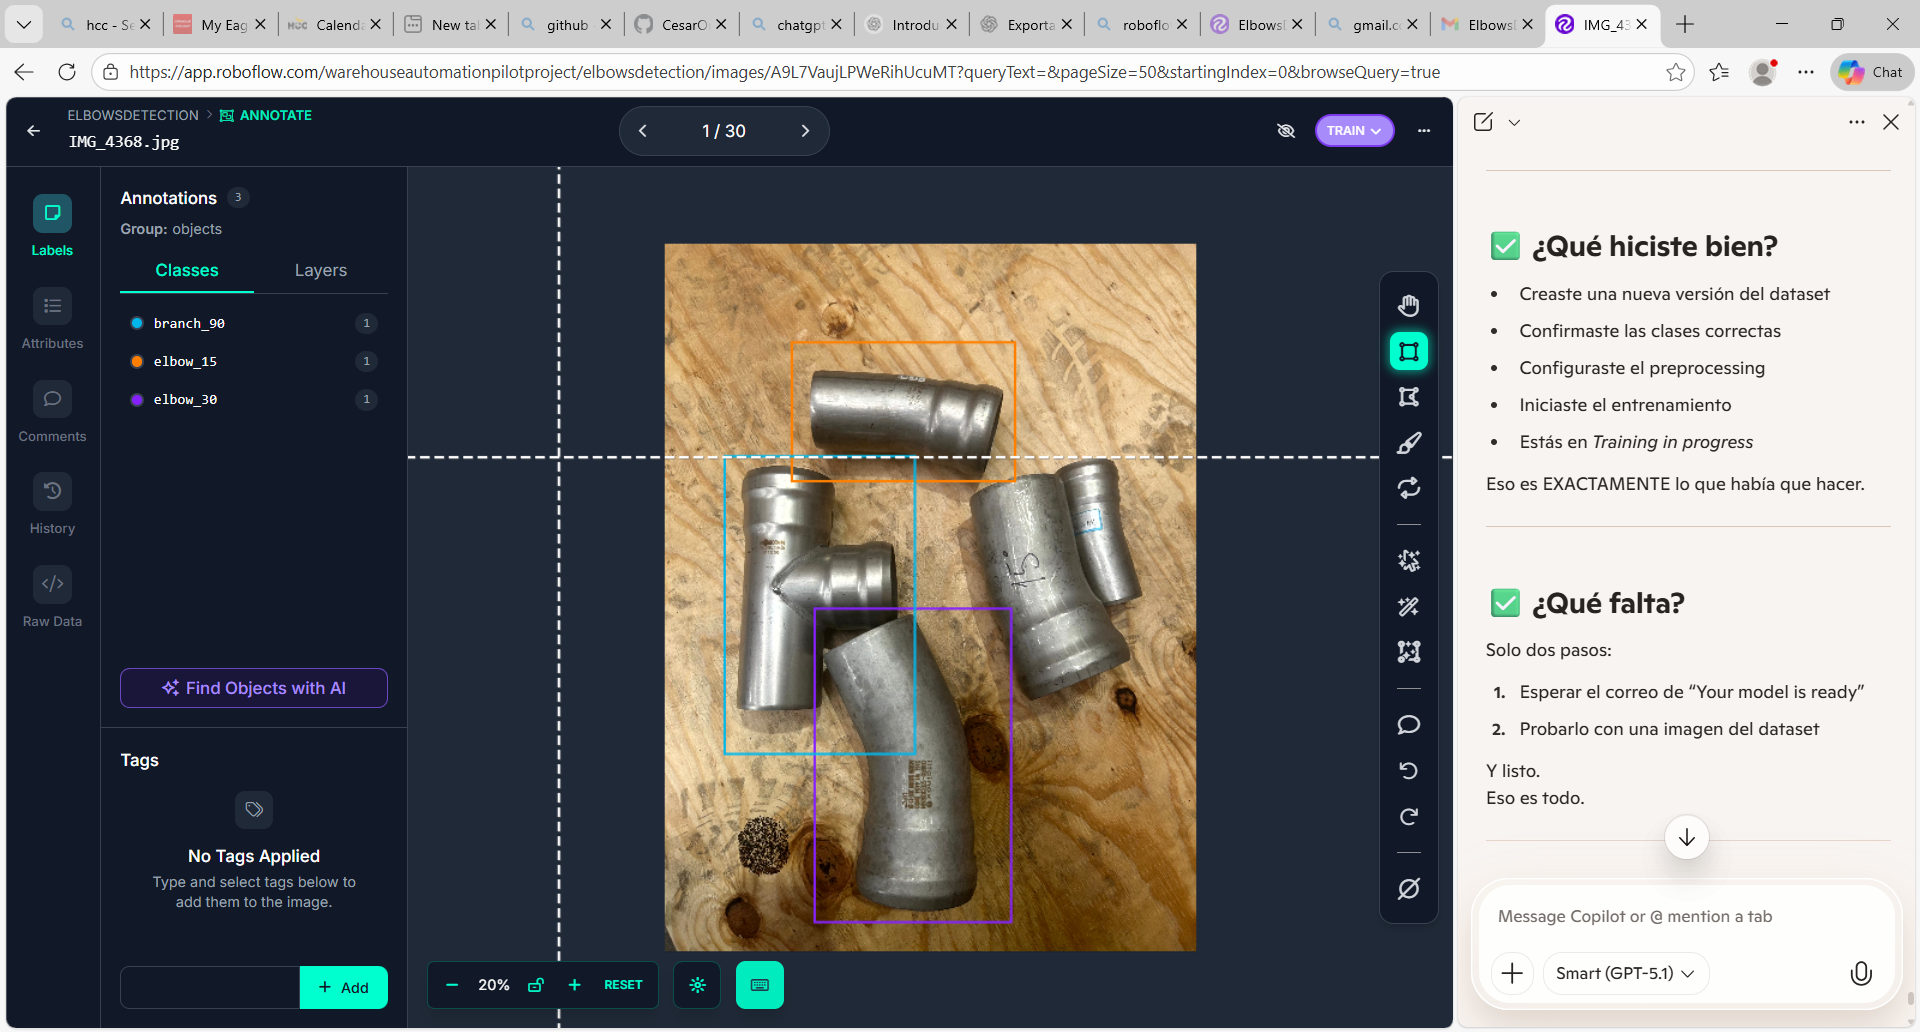 hcc - Se
My Eag
Calenda
New ta
github
CesarO
chatgp
Introdu
Exporta
roboflo
Elbows
gmail.c
Elbows
IMG_43
https://app.roboflow.com/warehouseautomationpilotproject/elbowsdetection/images/A9L7VaujLPWeRihUcuMT?queryText=&pageSize=50&startingIndex=0&browseQuery=true
Chat
ELBOWSDETECTION > ANNOTATE
IMG_4368.jpg
1 / 30
TRAIN
Labels
Attributes
Comments
History
Raw Data
Annotations 3
Group: objects
Classes Layers
branch_90 1
elbow_15 1
elbow_30 1
Find Objects with AI
Tags
No Tags Applied
Type and select tags below to
add them to the image.
+ Add
15
20%
RESET
✅ ¿Qué hiciste bien?
• Creaste una nueva versión del dataset
• Confirmaste las clases correctas
• Configuraste el preprocessing
• Iniciaste el entrenamiento
• Estás en Training in progress
Eso es EXACTAMENTE lo que había que hacer.
✅ ¿Qué falta?
Solo dos pasos:
1. Esperar el correo de “Your model is ready”
2. Probarlo con una imagen del dataset
Y listo.
Eso es todo.
Message Copilot or @ mention a tab
Smart (GPT-5.1)